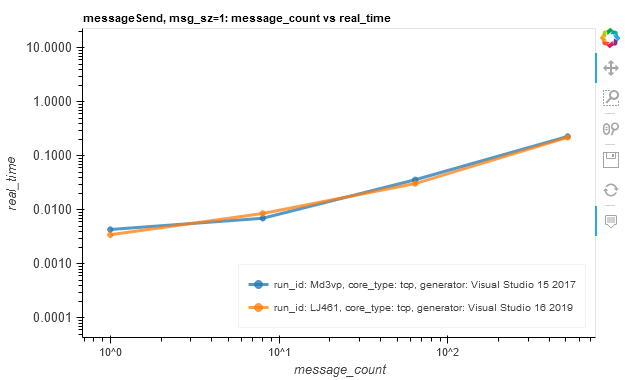 messageSend, msg_sz=1: message_count vs real_time
10.0000
1.0000
0.1000
0.0100
0.0010
0.0001
real_time
run_id: Md3vp, core_type: tcp, generator: Visual Studio 15 2017
run_id: LJ461, core_type: tcp, generator: Visual Studio 16 2019
10^0
10^1
10^2
message_count